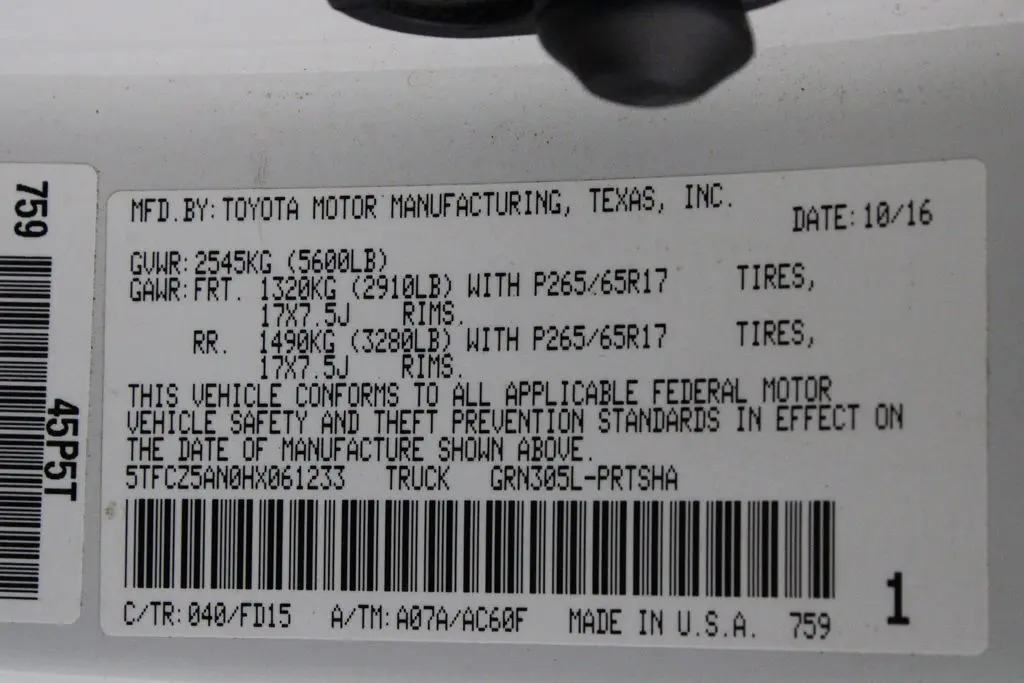 759
45P5T
MFD.BY:TOYOTA MOTOR MANUFACTURING, TEXAS, INC.
DATE:10/16
GVWR:2545KG (5600LB)
GAWR:FRT. 1320KG (2910LB) WITH P265/65R17 TIRES,
17X7.5J RIMS.
RR. 1490KG (3280LB) WITH P265/65R17 TIRES,
17X7.5J RIMS.
THIS VEHICLE CONFORMS TO ALL APPLICABLE FEDERAL MOTOR
VEHICLE SAFETY AND THEFT PREVENTION STANDARDS IN EFFECT ON
THE DATE OF MANUFACTURE SHOWN ABOVE.
5TFCZ5AN0HX061233 TRUCK GRN305L-PRTSHA
C/TR:040/FD15 A/TM:A07A/AC60F MADE IN U.S.A. 759
1